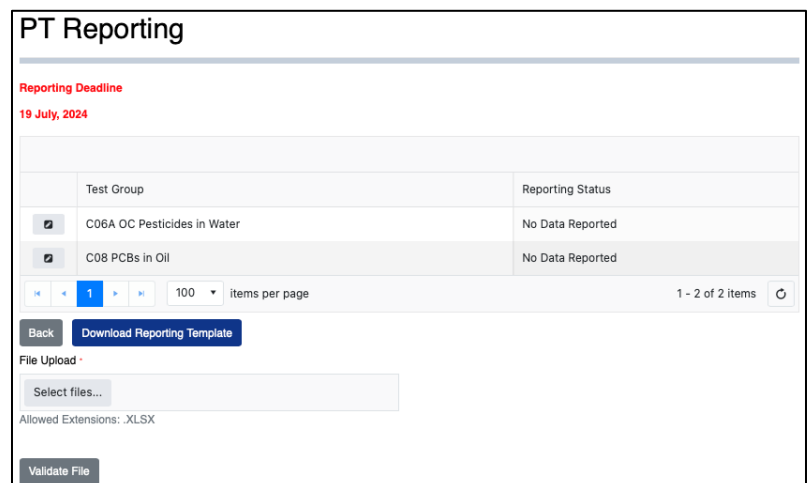 PT Reporting
Reporting Deadline
19 July, 2024
Test Group Reporting Status
C06A OC Pesticides in Water No Data Reported
C08 PCBs in Oil No Data Reported
1 100 items per page 1 - 2 of 2 items
Back Download Reporting Template
File Upload *
Select files...
Allowed Extensions: .XLSX
Validate File